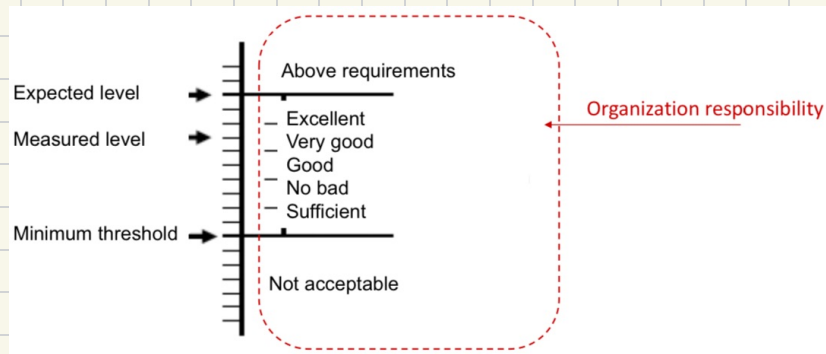 Above requirements
Expected level
Organization responsibility
Excellent
Measured level
Very good
Good
No bad
Sufficient
Minimum threshold
Not acceptable